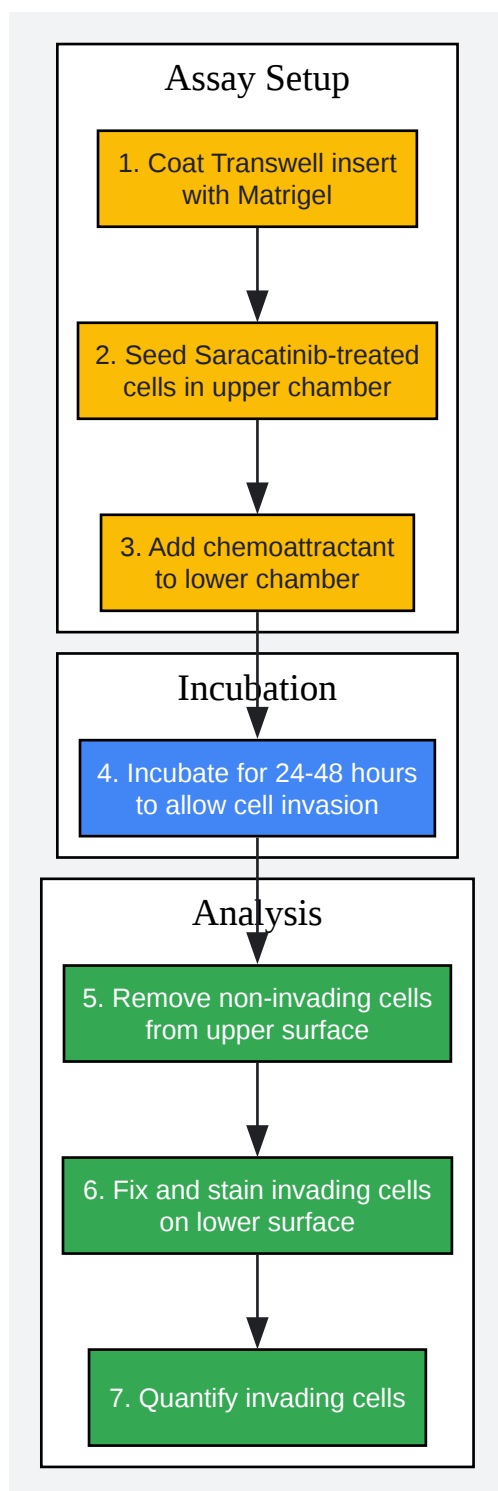 Assay Setup
1. Coat Transwell insert
with Matrigel
2. Seed Saracatinib-treated
cells in upper chamber
3. Add chemoattractant
to lower chamber
Incubation
4. Incubate for 24-48 hours
to allow cell invasion
Analysis
5. Remove non-invading cells
from upper surface
6. Fix and stain invading cells
on lower surface
7. Quantify invading cells